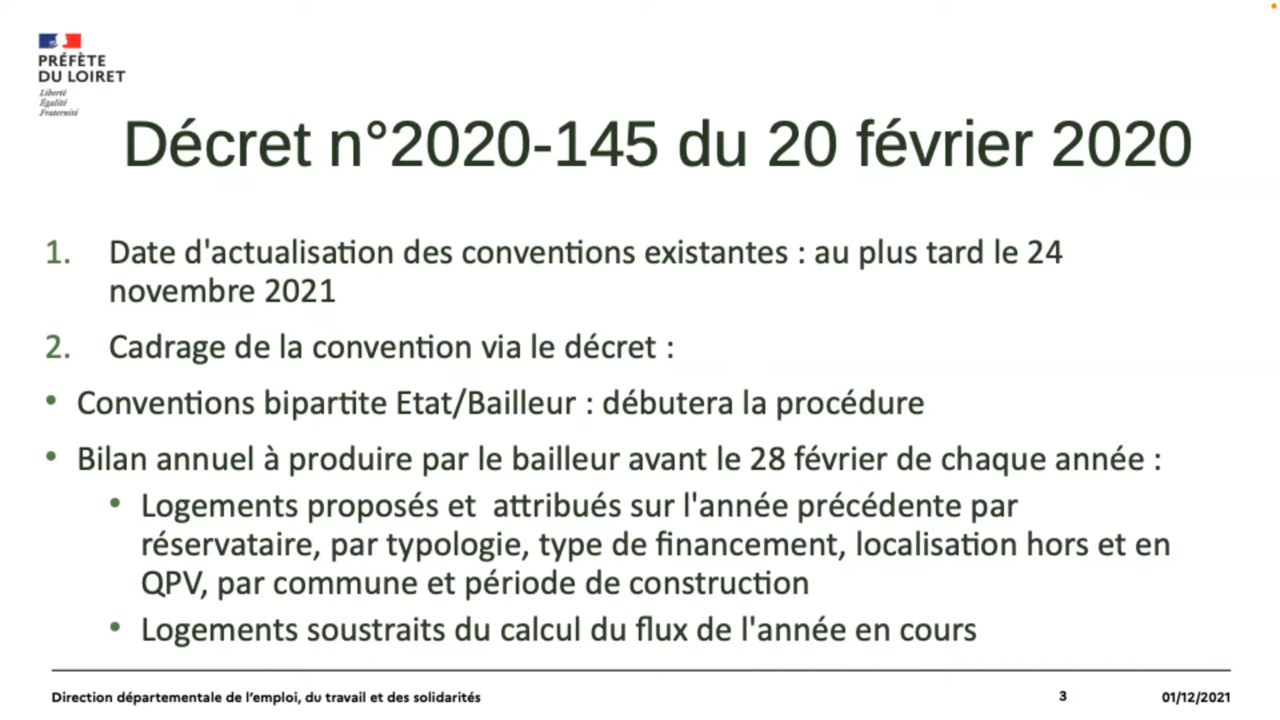 PRÉFÈTE
DU LOIRET
Liberté
Égalité
Fraternité
Décret n°2020-145 du 20 février 2020
1. Date d'actualisation des conventions existantes : au plus tard le 24
novembre 2021
2. Cadrage de la convention via le décret :
• Conventions bipartite Etat/Bailleur : débutera la procédure
• Bilan annuel à produire par le bailleur avant le 28 février de chaque année :
• Logements proposés et  attribués sur l'année précédente par
réservataire, par typologie, type de financement, localisation hors et en
QPV, par commune et période de construction
• Logements soustraits du calcul du flux de l'année en cours
Direction départementale de l'emploi, du travail et des solidarités
3
01/12/2021